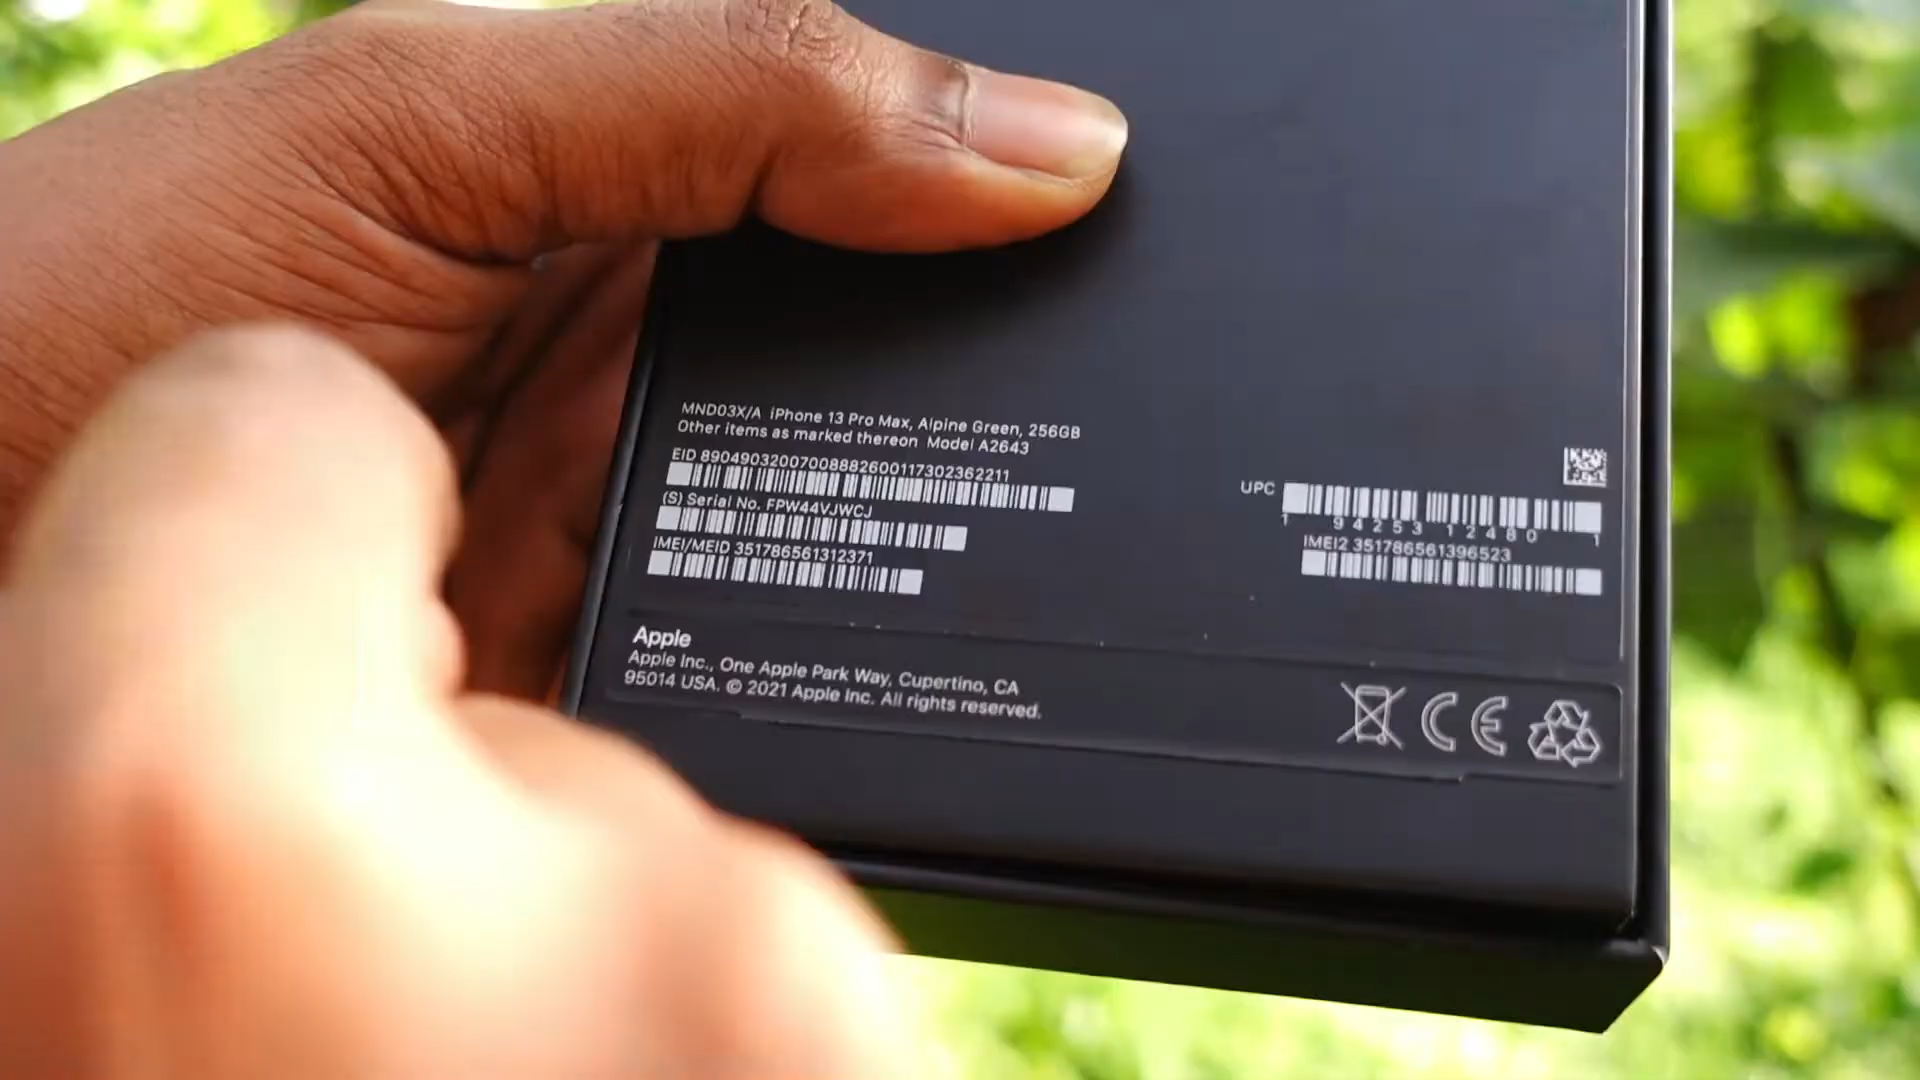 MND03X/A iPhone 13 Pro Max, Alpine Green, 256GB
Other items as marked thereon Model A2643
EID 89049032007008882600117302362211
(S) Serial No. FPW44VJWCJ
IMEI/MEID 351786561312371
UPC
1 94253 12480 1
IMEI2 351786561396523
Apple
Apple Inc., One Apple Park Way, Cupertino, CA
95014 USA. © 2021 Apple Inc. All rights reserved.
CE